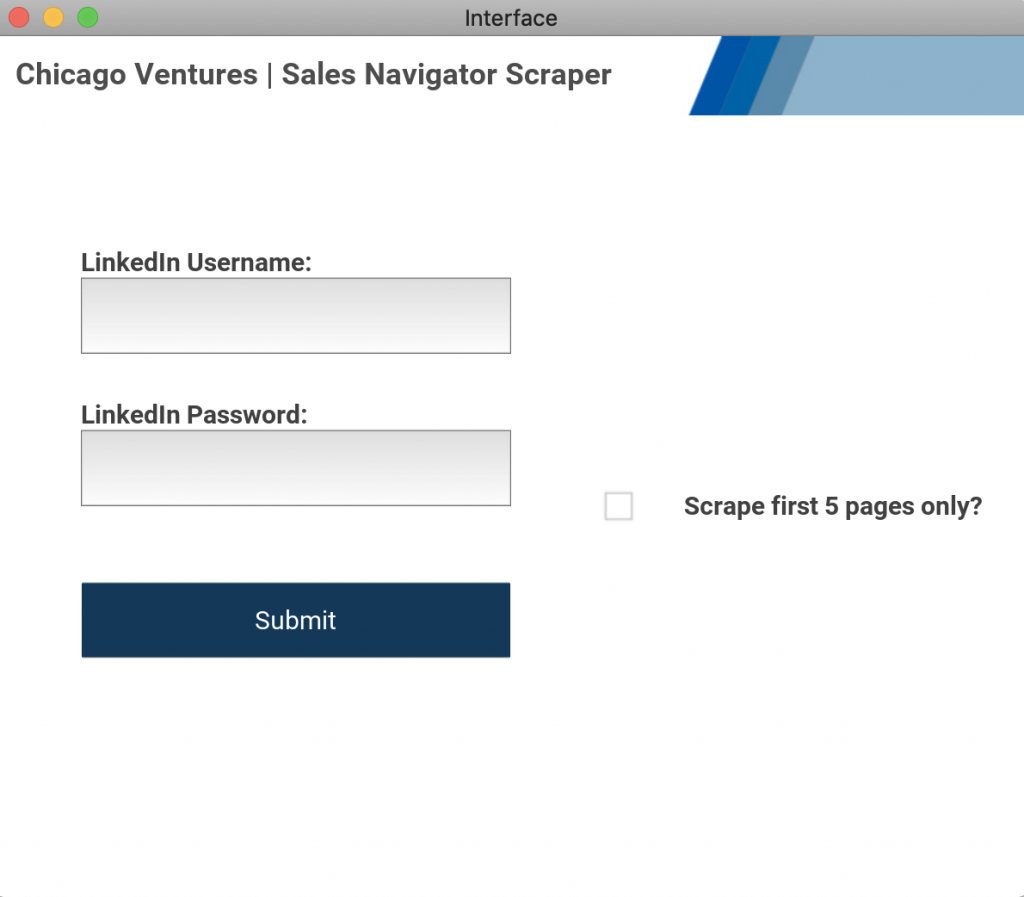 Interface
Chicago Ventures | Sales Navigator Scraper
LinkedIn Username:
LinkedIn Password:
Scrape first 5 pages only?
Submit